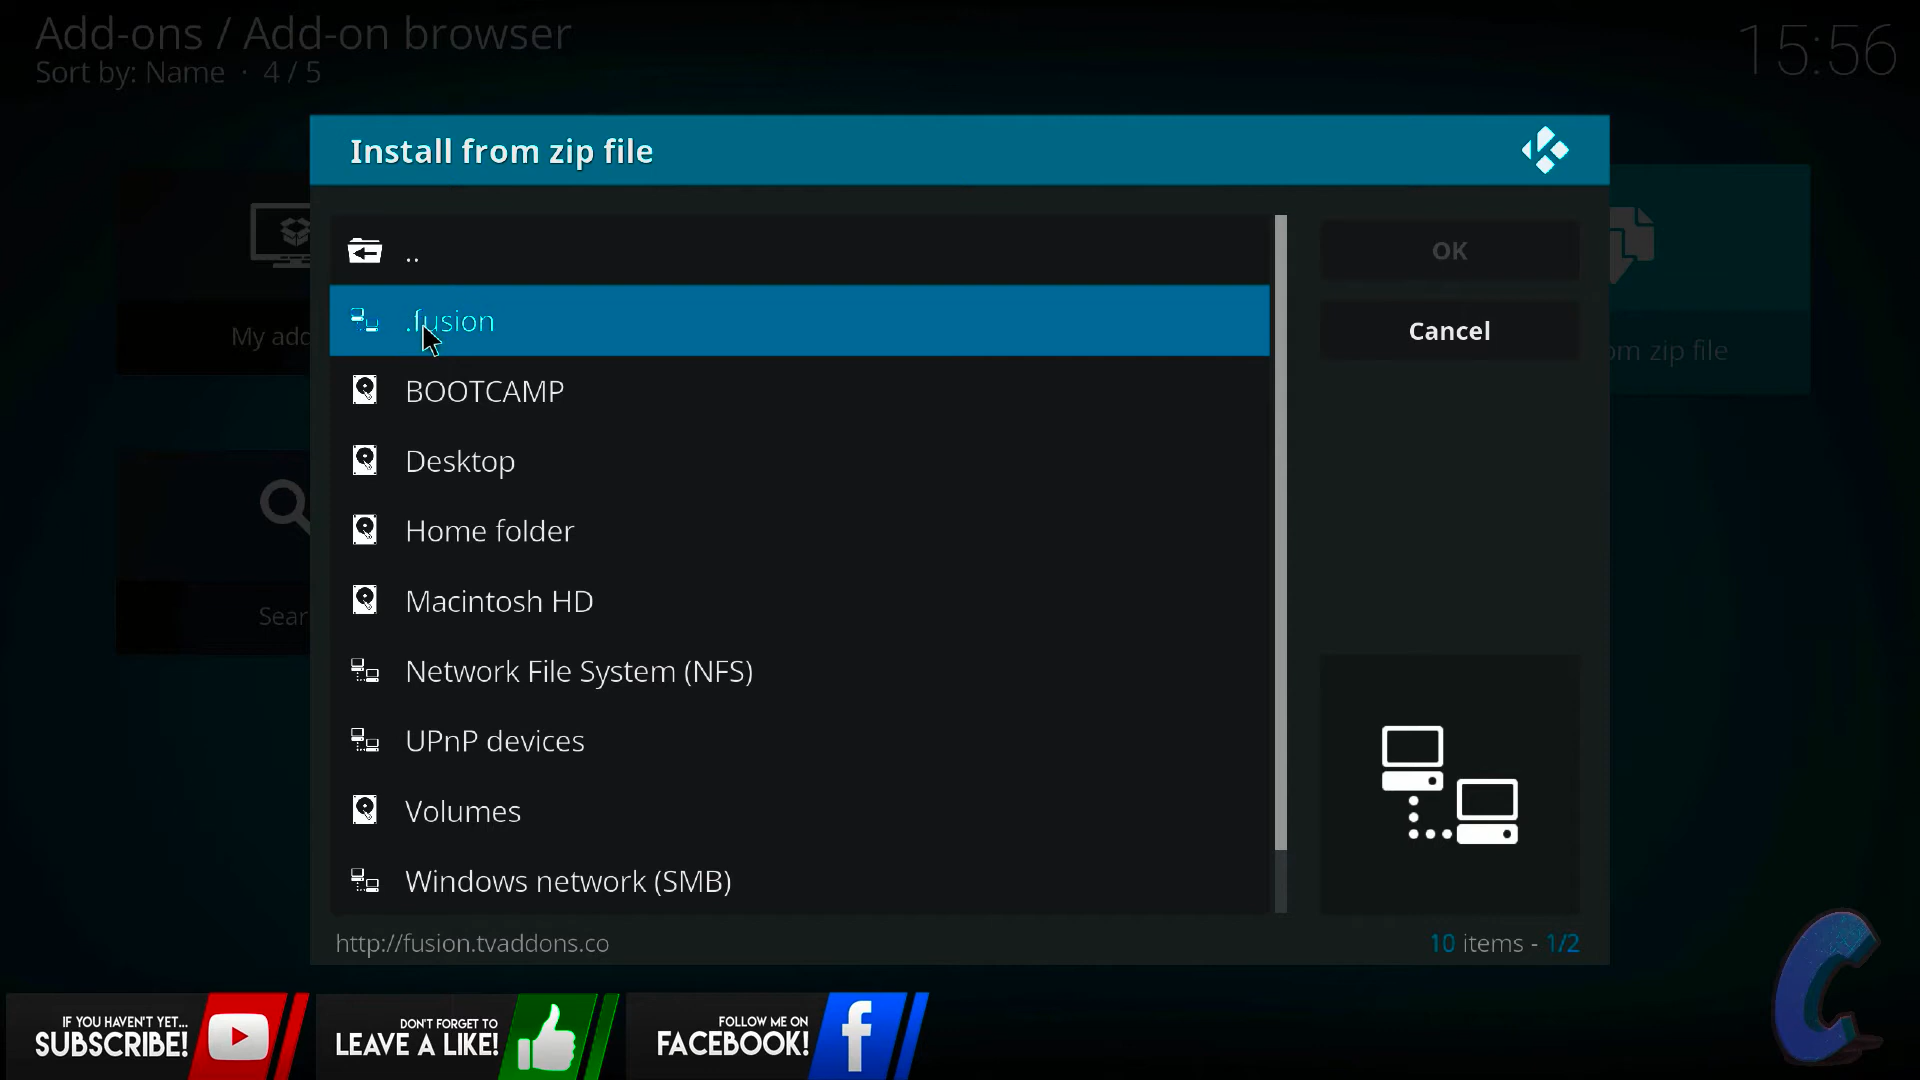 Add-ons / Add-on browser
Sort by: Name · 4 / 5
15:56
Install from zip file
..
.fusion
BOOTCAMP
Desktop
Home folder
Macintosh HD
Network File System (NFS)
UPnP devices
Volumes
Windows network (SMB)
OK
Cancel
My add
om zip file
Sear
http://fusion.tvaddons.co
10 items - 1/2
IF YOU HAVEN'T YET...
SUBSCRIBE!
DON'T FORGET TO
LEAVE A LIKE!
FOLLOW ME ON
FACEBOOK!
f
C